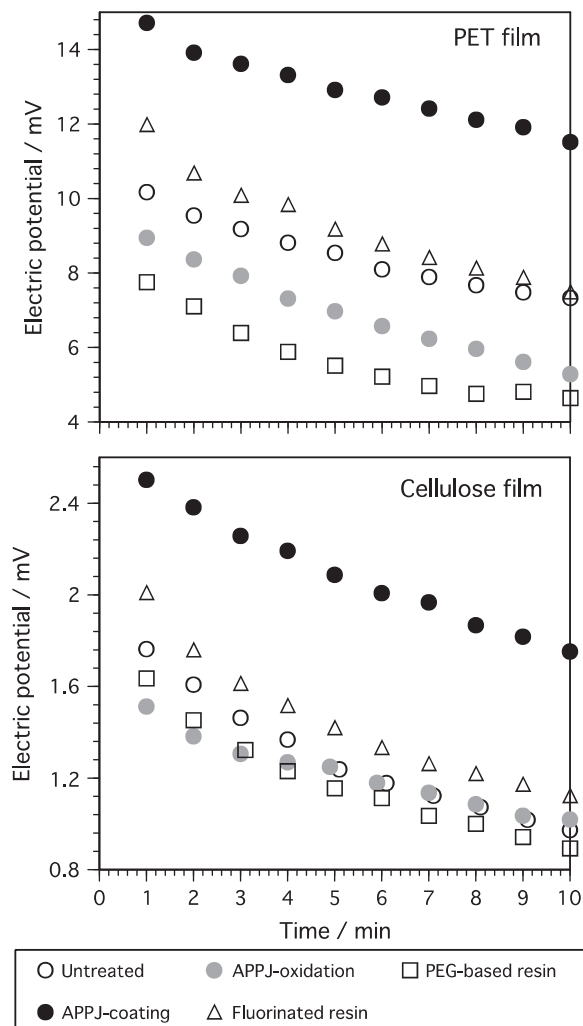 PET film
14
12
10
8
6
4
Electric potential / mV
Cellulose film
2.4
2
1.6
1.2
0.8
Electric potential / mV
0 1 2 3 4 5 6 7 8 9 10
Time / min
Untreated APPJ-oxidation PEG-based resin
APPJ-coating Fluorinated resin